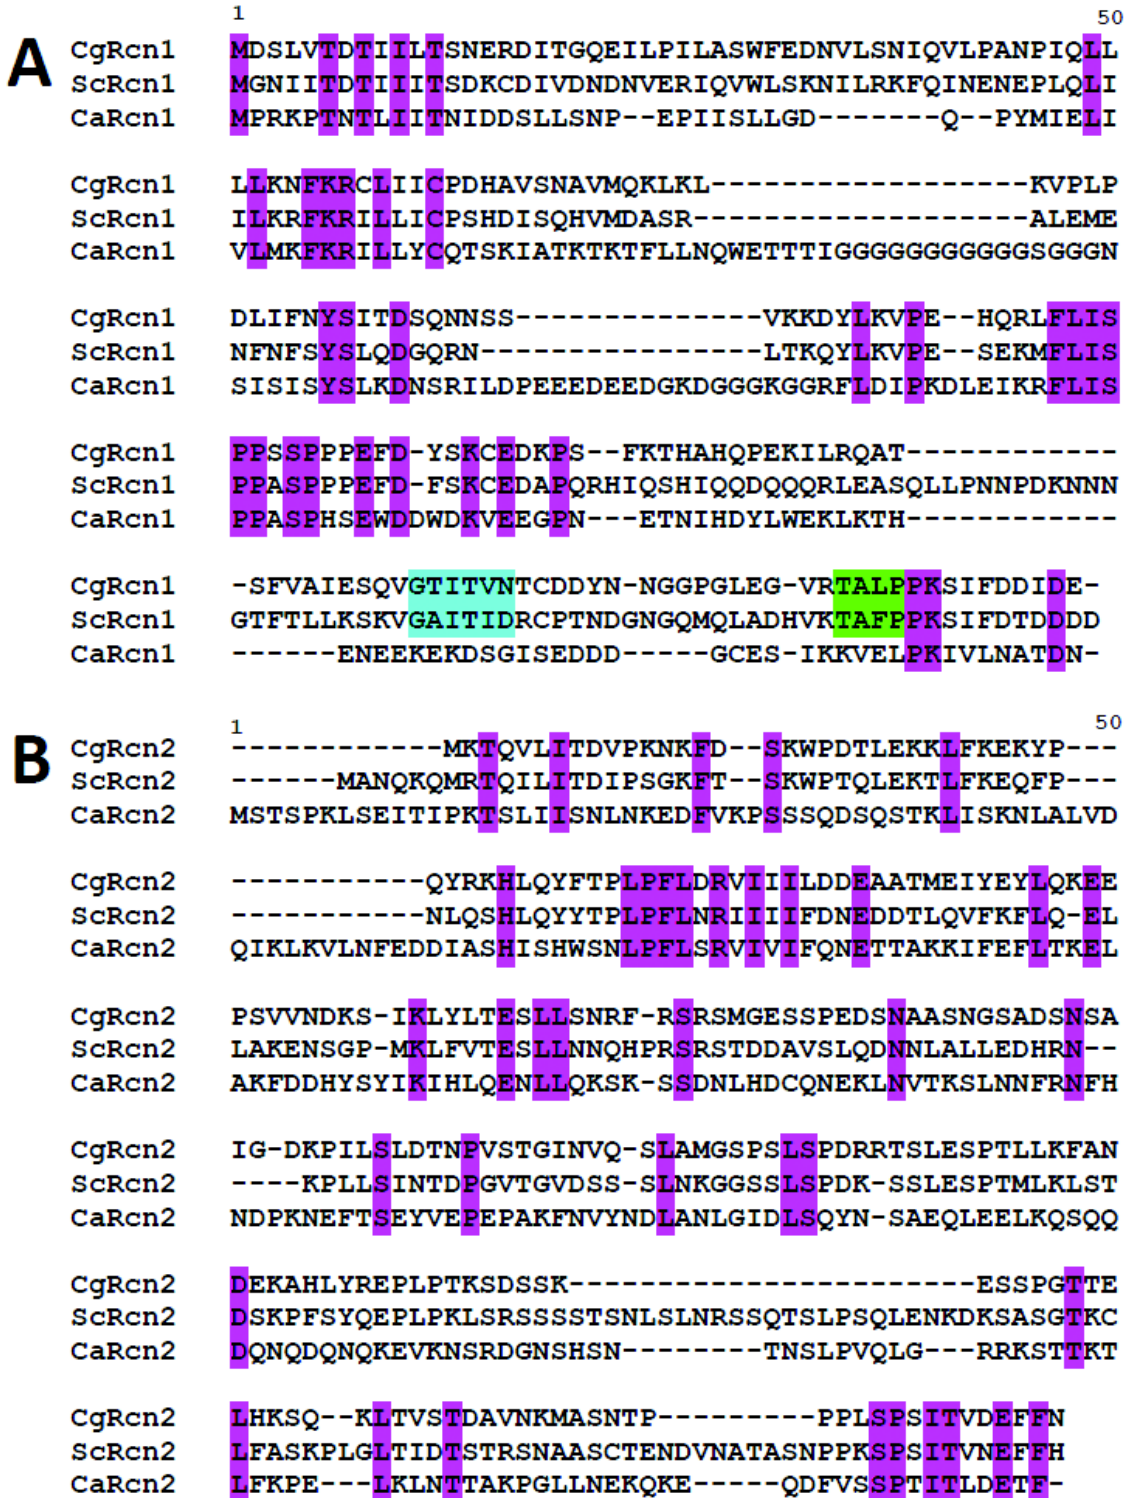 1 50
A CgRcn1 MDSLVTDTIILTSNERDITGQEILPILASWFEDNVLSNIQVLPANPIQLL
ScRcn1 MGNIITDTIIITSDKCDIVDNDNVERIQVWLSKNILRKFQINENEPLQLI
CaRcn1 MPRKPTNTLIITNIDDSLLSNP--EPIISLLGD-------Q--PYMIELI
CgRcn1 LLKNFKRCLIICPDHAVSNAVMQKLKL------------------KVPLP
ScRcn1 ILKRFKRILLICPSHDISQHVMDASR-------------------ALEME
CaRcn1 VLMKFKRILLYCQTSKIATKTKTFLLNQWETTTIGGGGGGGGGGGSGGGN
CgRcn1 DLIFNYSITDSQNNSS--------------VKKDYLKVPE--HQRLFLIS
ScRcn1 NFNFSYSLQDGQRN----------------LTKQYLKVPE--SEKMFLIS
CaRcn1 SISISYSLKDNSRILDPEEEDEEDGKDGGGKGGRFLDIPKDLEIKRFLIS
CgRcn1 PPSSPPPEFD-YSKCEDKPS--FKTHAHQPEKILRQAT------------
ScRcn1 PPASPPPEFD-FSKCEDAPQRHIQSHIQQDQQQRLEASQLLPNNPDKNNN
CaRcn1 PPASPHSEWDDWDKVEEGPN---ETNIHDYLWEKLKTH------------
CgRcn1 -SFVAIESQVGTITVNTCDDYN-NGGPGLEG-VRTALPPKSIFDDIDE-
ScRcn1 GTFTLLKSKVGAITIDRCPTNDGNGQMQLADHVKTAFPPKSIFDTDDDD
CaRcn1 ------ENEEKEKDSGISEDDD-----GCES-IKKVELPKIVLNATDN-
1 50
B CgRcn2 ------------MKTQVLITDVPKNKFD--SKWPDTLEKKLFKEKYP---
ScRcn2 ------MANQKQMRTQILITDIPSGKFT--SKWPTQLEKTLFKEQFP---
CaRcn2 MSTSPKLSEITIPKTSLIISNLNKEDFVKPSSSQDSQSTKLISKNLALVD
CgRcn2 -----------QYRKHLQYFTPLPFLDRVIIILDDEAATMEIYEYLQKEE
ScRcn2 -----------NLQSHLQYYTPLPFLNRIIIIFDNEDDTLQVFKFLQ-EL
CaRcn2 QIKLKVLNFEDDIASHISHWSNLPFLSRVIVIFQNETTAKKIFEFLTKEL
CgRcn2 PSVVNDKS-IKLYLTESLLSNRF-RSRSMGESSPEDSNAASNGSADSNSA
ScRcn2 LAKENSGP-MKLFVTESLLNNQHPRSRSTDDAVSLQDNNLALLEDHRN--
CaRcn2 AKFDDHYSYIKIHLQENLLQKSK-SSDNLHDCQNEKLNVTKSLNNFRNFH
CgRcn2 IG-DKPILSLDTNPVSTGINVQ-SLAMGSPSLSPDRRTSLESPTLLKFAN
ScRcn2 ----KPLLSINTDPGVTGVDSS-SLNKGGSSLSPDK-SSLESPTMLKLST
CaRcn2 NDPKNEFTSEYVEPEPAKFNVYNDLANLGIDLSQYN-SAEQLEELKQSQQ
CgRcn2 DEKAHLYREPLPTKSDSSK-----------------------ESSPGTTE
ScRcn2 DSKPFSYQEPLPKLSRSSSSTSNLSLNRSSQTSLPSQLENKDKSASGTKC
CaRcn2 DQNQDQNQKEVKNSRDGNSHSN--------TNSLPVQLG---RRKSTTKT
CgRcn2 LHKSQ--KLTVSTDAVNKMASNTP---------PPLSPSITVDEFFN
ScRcn2 LFASKPLGLTIDTSTRSNAASCTENDVNATASNPPKSPSITVNEFFH
CaRcn2 LFKPE---LKLNTTAKPGLLNEKQKE-----QDFVSSPTITLDETF-